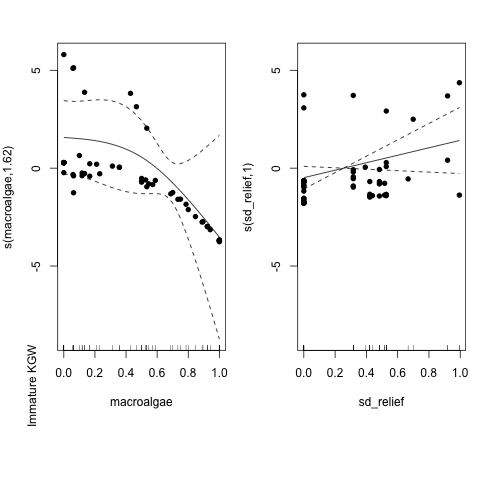 s(macroalgae,1.62)
5
0
-5
0.0 0.2 0.4 0.6 0.8 1.0
macroalgae
s(sd_relief,1)
5
0
-5
0.0 0.2 0.4 0.6 0.8 1.0
sd_relief
Immature KGW